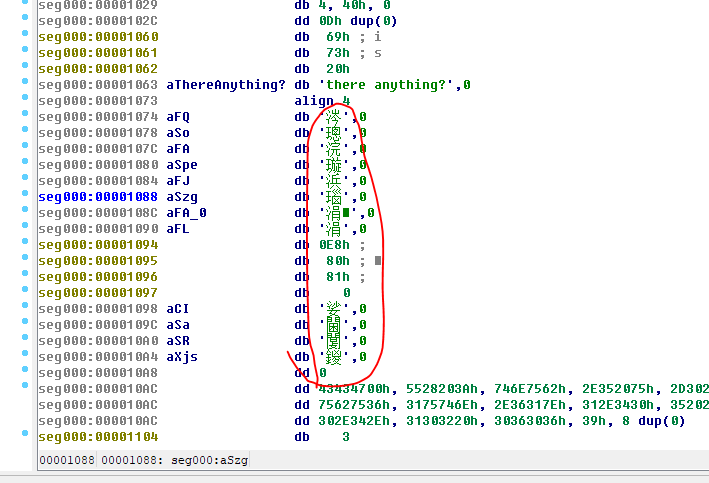 seg000:00001029 db 4, 40h, 0
seg000:0000102C dd 0Dh dup(0)
seg000:00001060 db 69h ; i
seg000:00001061 db 73h ; s
seg000:00001062 db 20h
seg000:00001063 aThereAnything? db 'there anything?',0
seg000:00001073 align 4
seg000:00001074 aFQ db '涔',0
seg000:00001078 aSo db '璁',0
seg000:0000107C aFA db '浣',0
seg000:00001080 aSpe db '璇',0
seg000:00001084 aFJ db '浜',0
seg000:00001088 aSzg db '瑙',0
seg000:0000108C aFA_0 db '涓■',0
seg000:00001090 aFL db '涓',0
seg000:00001094 db 0E8h ;
seg000:00001095 db 80h ; ■
seg000:00001096 db 81h ;
seg000:00001097 db 0
seg000:00001098 aCI db '娑',0
seg000:0000109C aSa db '閫',0
seg000:000010A0 aSR db '',0
seg000:000010A4 aXjs db '',0
seg000:000010A8 dd 0
seg000:000010AC dd 43434700h, 5528203Ah, 746E7562h, 2E352075h, 2D302
seg000:000010AC dd 75627536h, 3175746Eh, 2E36317Eh, 312E3430h, 35202
seg000:000010AC dd 302E342Eh, 31303220h, 30363036h, 39h, 8 dup(0)
seg000:00001104 db 3
00001088 00001088: seg000:aSzg